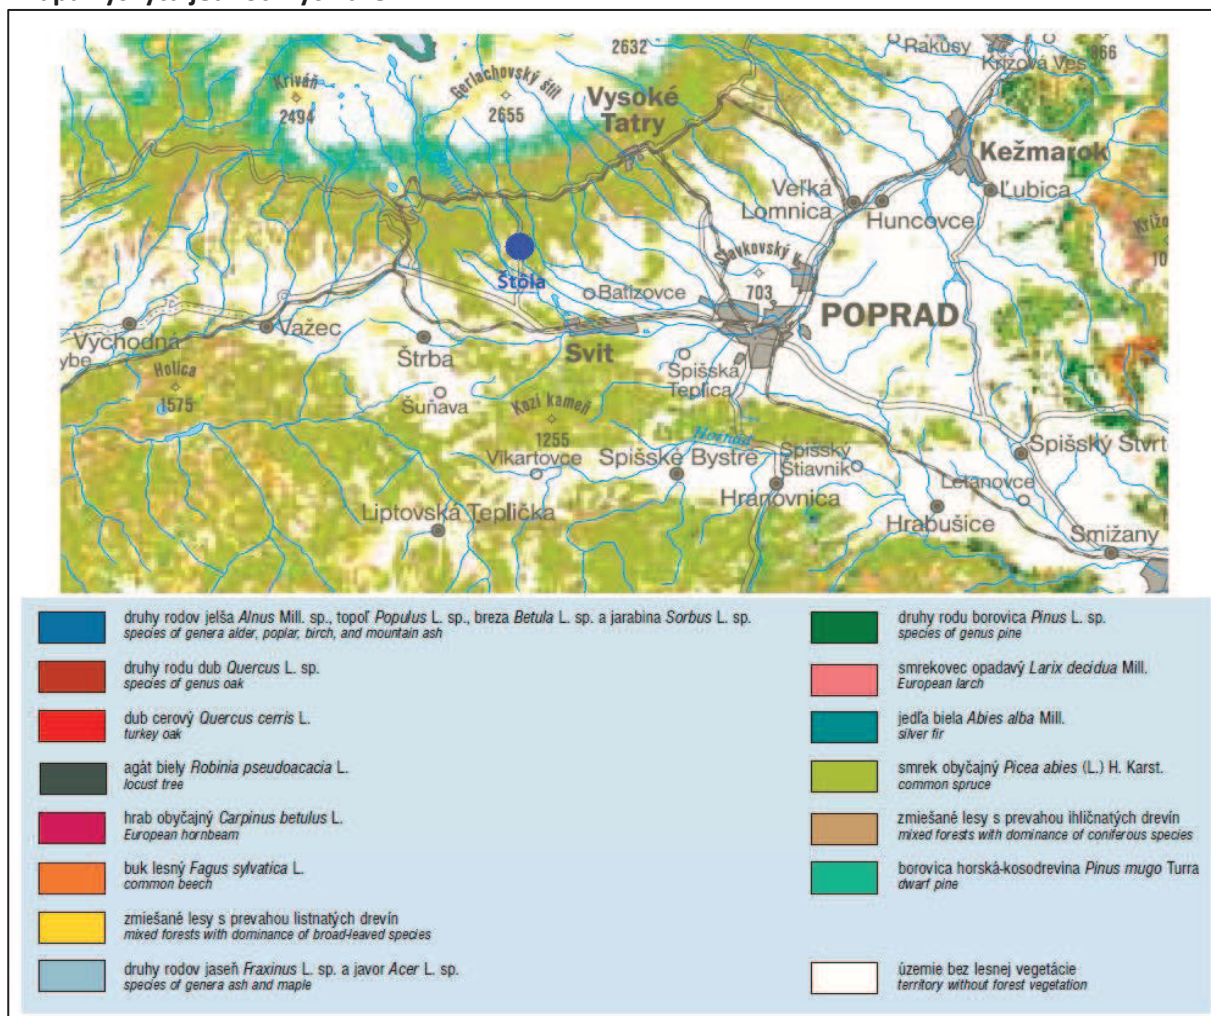 2632
Rakúsy
Krížová Ves
866
Kriváň
2494
Gerlachovský štít
2655
Vysoké
Tatry
Kežmarok
Veľká
Lomnica
Huncovce
Ľubica
Slavkovský v.
703
Štôla
Batizovce
POPRAD
Važec
Východná
Štrba
Svit
Spišská
Teplica
Holica
1575
Šuňava
Kozí kameň
1255
Vikartovce
Hornád
Spišské Bystré
Spišský
Štiavnik
Hranovnica
Spišský Štvrt
Letanovce
Liptovská Teplička
Hrabušice
Smižany
druhy rodov jelša Alnus Mill. sp., topoľ Populus L. sp., breza Betula L. sp. a jarabina Sorbus L. sp.
species of genera alder, poplar, birch, and mountain ash
druhy rodu dub Quercus L. sp.
species of genus oak
dub cerový Quercus cerris L.
turkey oak
agát biely Robinia pseudoacacia L.
locust tree
hrab obyčajný Carpinus betulus L.
European hornbeam
buk lesný Fagus sylvatica L.
common beech
zmiešané lesy s prevahou listnatých drevín
mixed forests with dominance of broad-leaved species
druhy rodov jaseň Fraxinus L. sp. a javor Acer L. sp.
species of genera ash and maple
druhy rodu borovica Pinus L. sp.
species of genus pine
smrekovec opadavý Larix decidua Mill.
European larch
jedľa biela Abies alba Mill.
silver fir
smrek obyčajný Picea abies (L.) H. Karst.
common spruce
zmiešané lesy s prevahou ihličnatých drevín
mixed forests with dominance of coniferous species
borovica horská-kosodrevina Pinus mugo Turra
dwarf pine
územie bez lesnej vegetácie
territory without forest vegetation